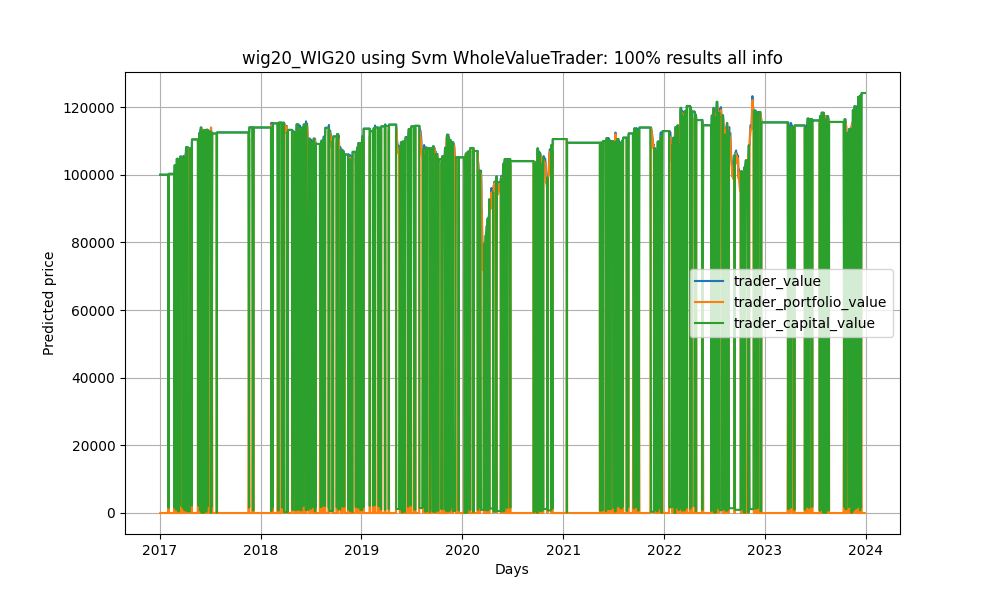 wig20_WIG20 using Svm WholeValueTrader: 100% results all info
Predicted price
120000
100000
80000
60000
40000
20000
0
trader_value
trader_portfolio_value
trader_capital_value
2017 2018 2019 2020 2021 2022 2023 2024
Days